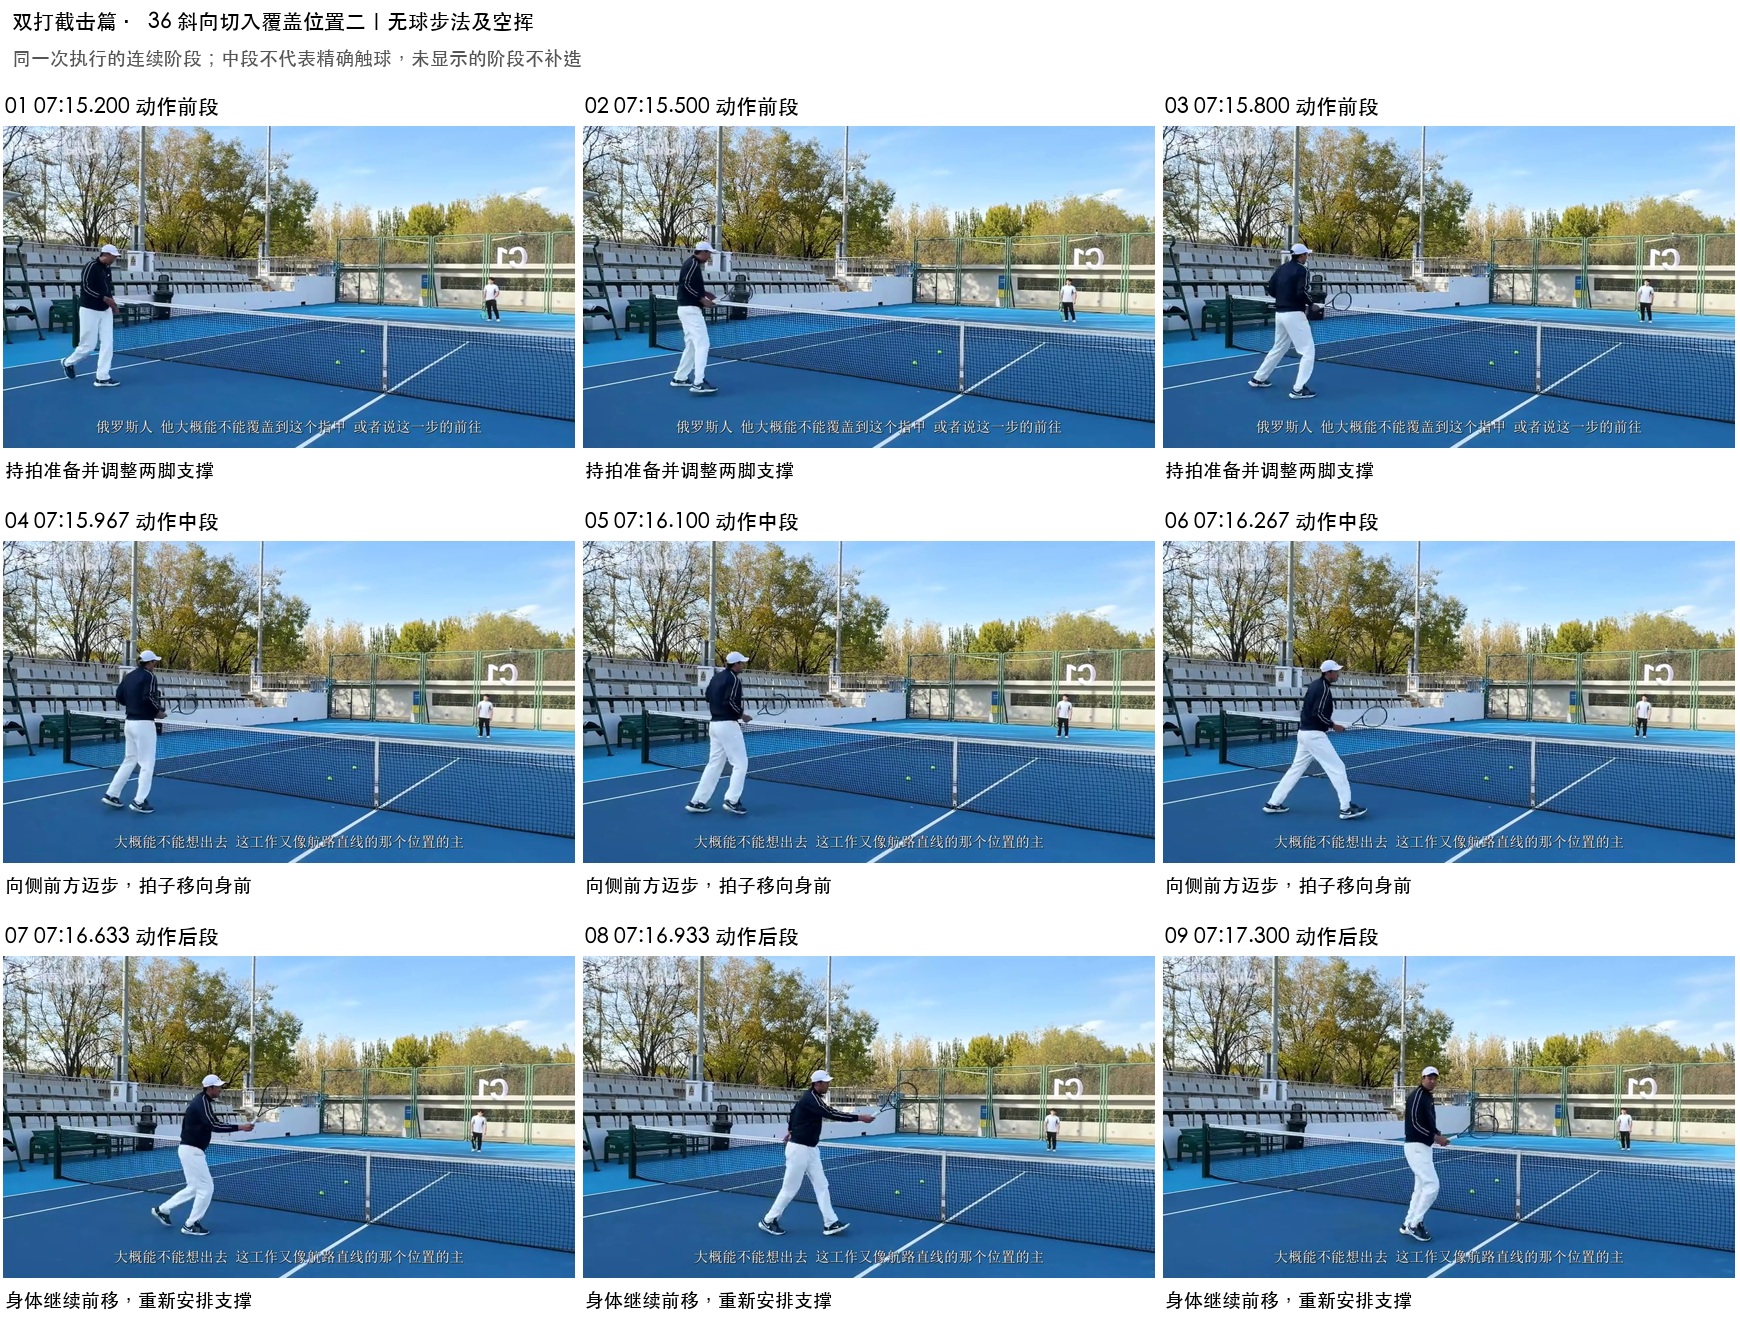 双打截击篇· 36 斜向切入覆盖位置二丨无球步法及空挥
同一次执行的连续阶段；中段不代表精确触球，未显示的阶段不补造
01 07:15.200 动作前段
02 07:15.500 动作前段
03 07:15.800 动作前段
C1
C1
C1
俄罗斯人 他大概能不能覆盖到这个指甲 或者说这一步的前往
俄罗斯人 他大概能不能覆盖到这个指甲 或者说这一步的前往
俄罗斯人 他大概能不能覆盖到这个指甲 或者说这一步的前往
持拍准备并调整两脚支撑
持拍准备并调整两脚支撑
持拍准备并调整两脚支撑
04 07:15.967 动作中段
05 07:16.100 动作中段
06 07:16.267 动作中段
C1
C1
C1
大概能不能想出去 这工作又像航路直线的那个位置的主
大概能不能想出去 这工作又像航路直线的那个位置的主
大概能不能想出去 这工作又像航路直线的那个位置的主
向侧前方迈步，拍子移向身前
向侧前方迈步，拍子移向身前
向侧前方迈步，拍子移向身前
07 07:16.633 动作后段
08 07:16.933 动作后段
09 07:17.300 动作后段
C1
C1
C1
大概能不能想出去 这工作又像航路直线的那个位置的主
大概能不能想出去 这工作又像航路直线的那个位置的主
大概能不能想出去 这工作又像航路直线的那个位置的主
身体继续前移，重新安排支撑
身体继续前移，重新安排支撑
身体继续前移，重新安排支撑